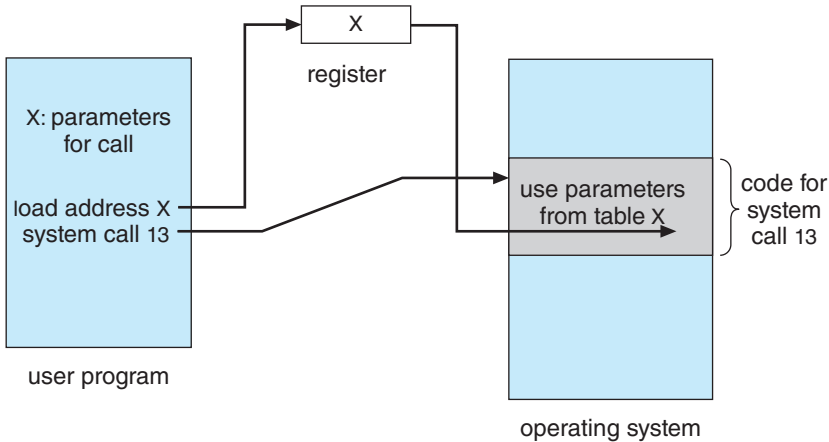 X
register
X: parameters
for call
load address X
system call 13
user program
use parameters
from table X
code for
system
call 13
operating system